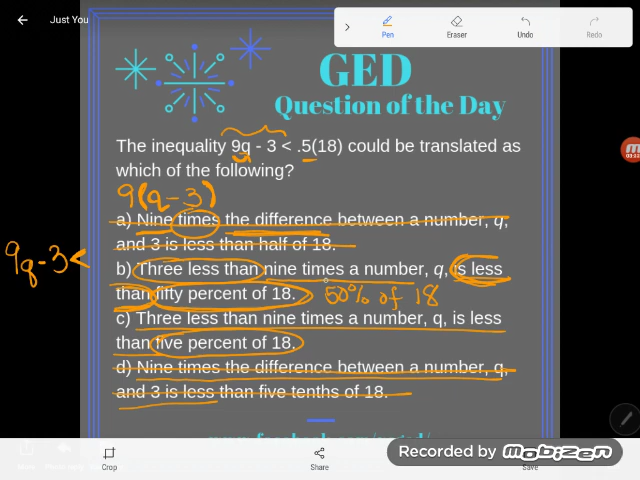 Just You
Pen
Eraser
Undo
Redo
GED
Question of the Day
The inequality 9q - 3 < .5(18) could be translated as
which of the following?
9(q-3)
a) Nine times the difference between a number, q,
and 3 is less than half of 18.
9q-3<
b) Three less than nine times a number, q, is less
than fifty percent of 18. 50% of 18
c) Three less than nine times a number, q, is less
than five percent of 18.
d) Nine times the difference between a number, q,
and 3 is less than five tenths of 18.
Crop
Share
Save
Recorded by Mobizen